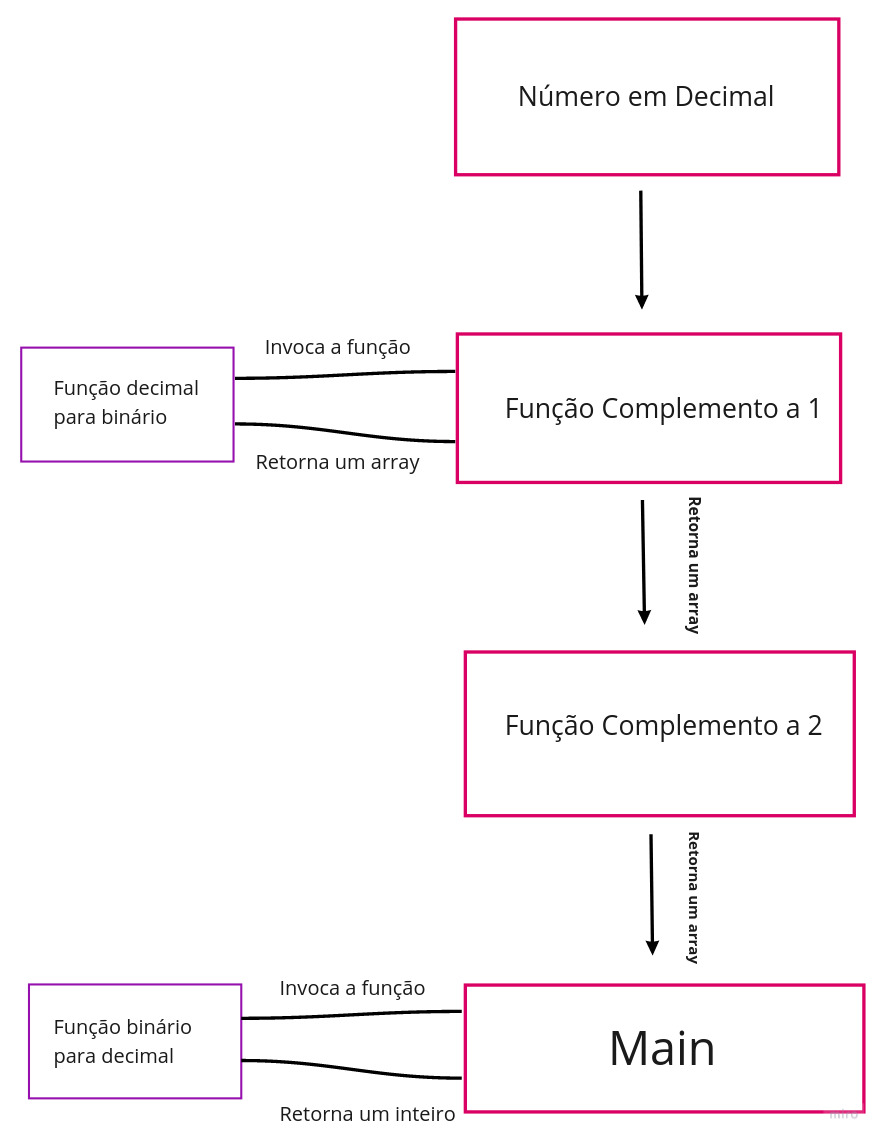 Número em Decimal
Invoca a função
Função decimal
para binário
Função Complemento a 1
Retorna um array
Retorna um array
Função Complemento a 2
Retorna um array
Invoca a função
Função binário
para decimal
Main
Retorna um inteiro
miro